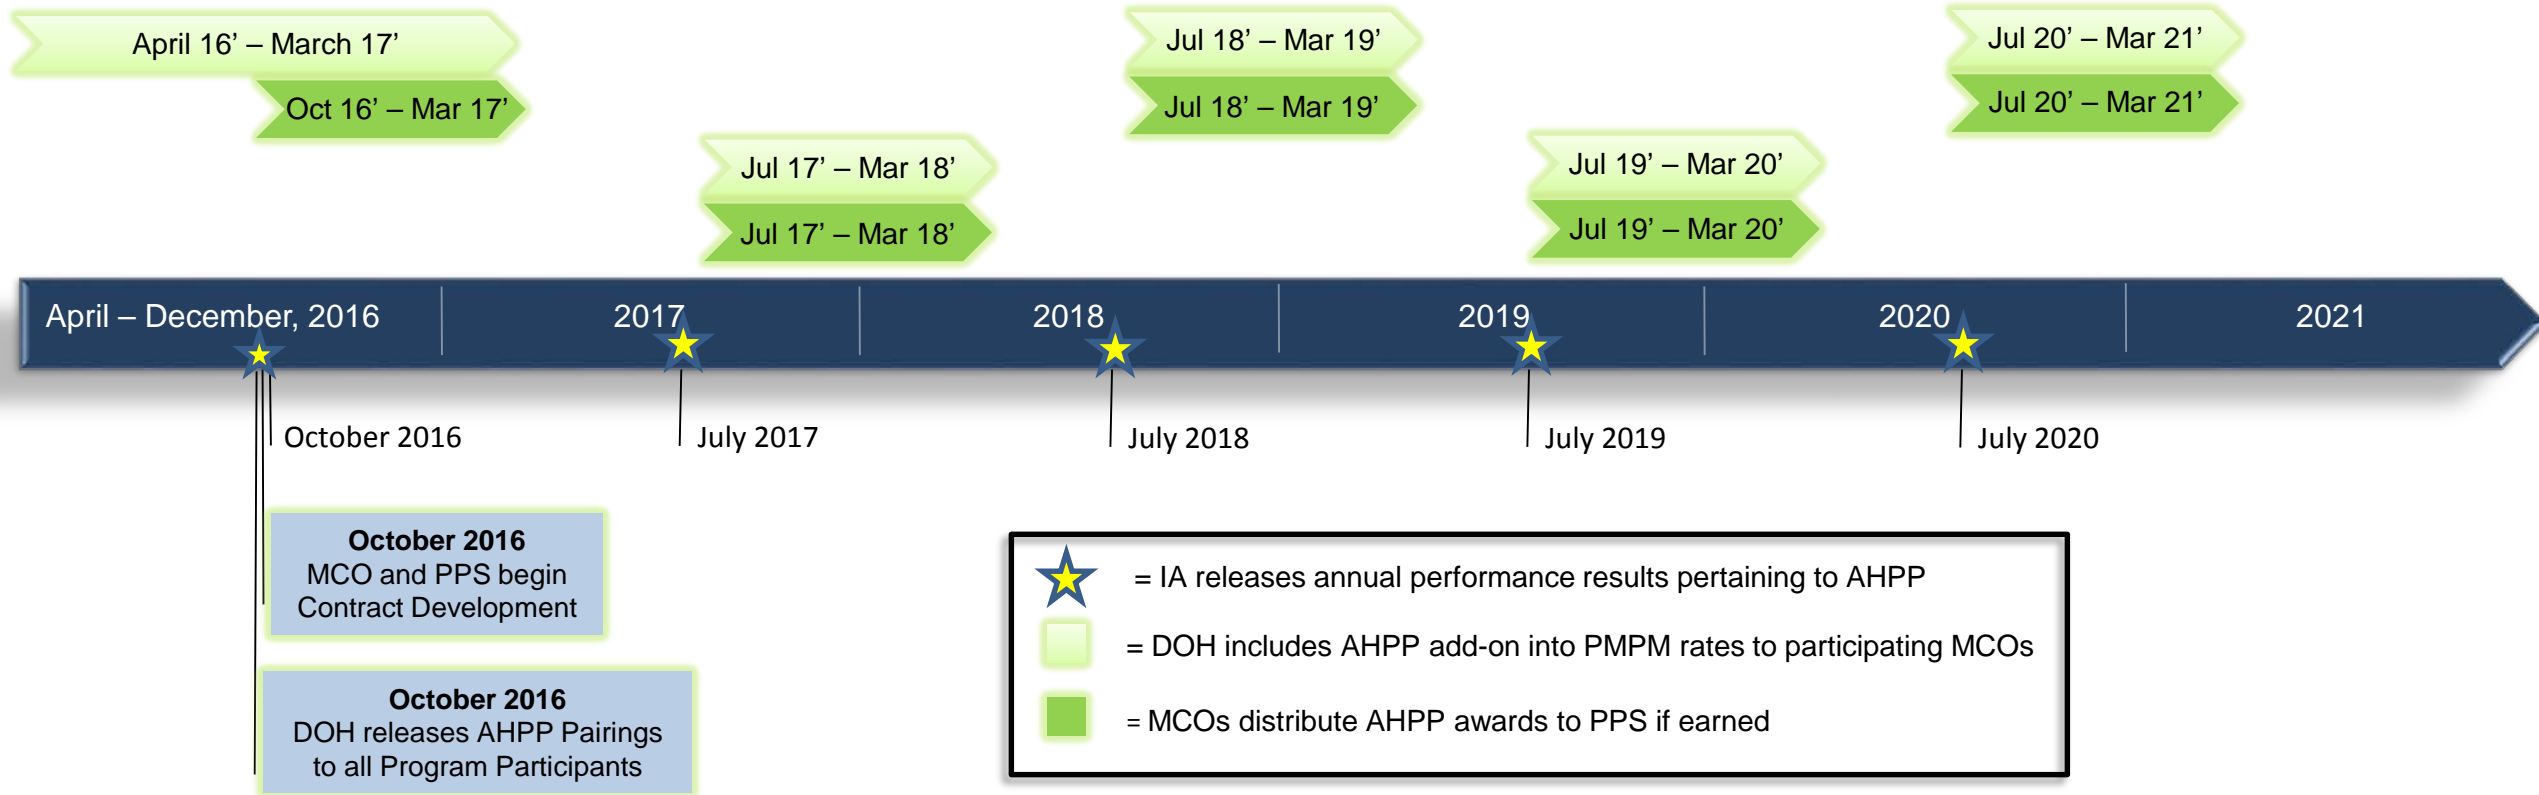 April 16’ – March 17’
Oct 16’ – Mar 17’
Jul 17’ – Mar 18’
Jul 17’ – Mar 18’
Jul 18’ – Mar 19’
Jul 18’ – Mar 19’
Jul 19’ – Mar 20’
Jul 19’ – Mar 20’
Jul 20’ – Mar 21’
Jul 20’ – Mar 21’
April – December, 2016
2017
2018
2019
2020
2021
October 2016
July 2017
July 2018
July 2019
July 2020
October 2016
MCO and PPS begin
Contract Development
October 2016
DOH releases AHPP Pairings
to all Program Participants
= IA releases annual performance results pertaining to AHPP
= DOH includes AHPP add-on into PMPM rates to participating MCOs
= MCOs distribute AHPP awards to PPS if earned